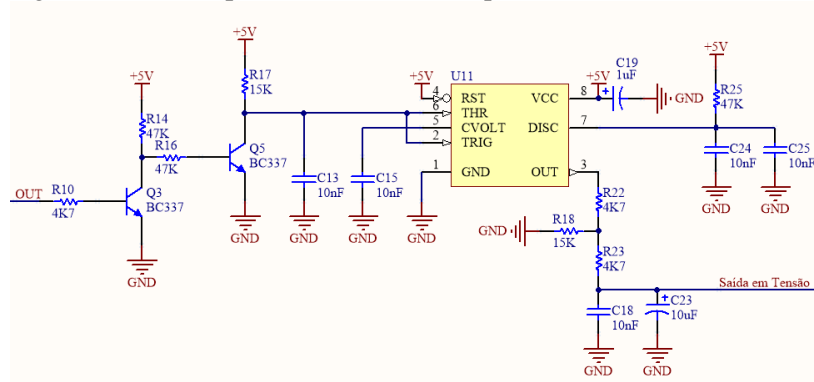 +5V
R17
15K
+5V
R14
47K
R16
47K
Q5
BC337
OUT
R10
4K7
Q3
BC337
GND
GND
C13
10nF
GND
C15
10nF
GND
+5V
U11
4
RST
6
THR
5
CVOLT
2
TRIG
1
GND
VCC
8
DISC
7
OUT
3
GND
+5V
C19
1uF
GND
+5V
R25
47K
C24
10nF
GND
C25
10nF
GND
R22
4K7
GND
R18
15K
R23
4K7
Saída em Tensão
C18
10nF
GND
C23
10uF
GND